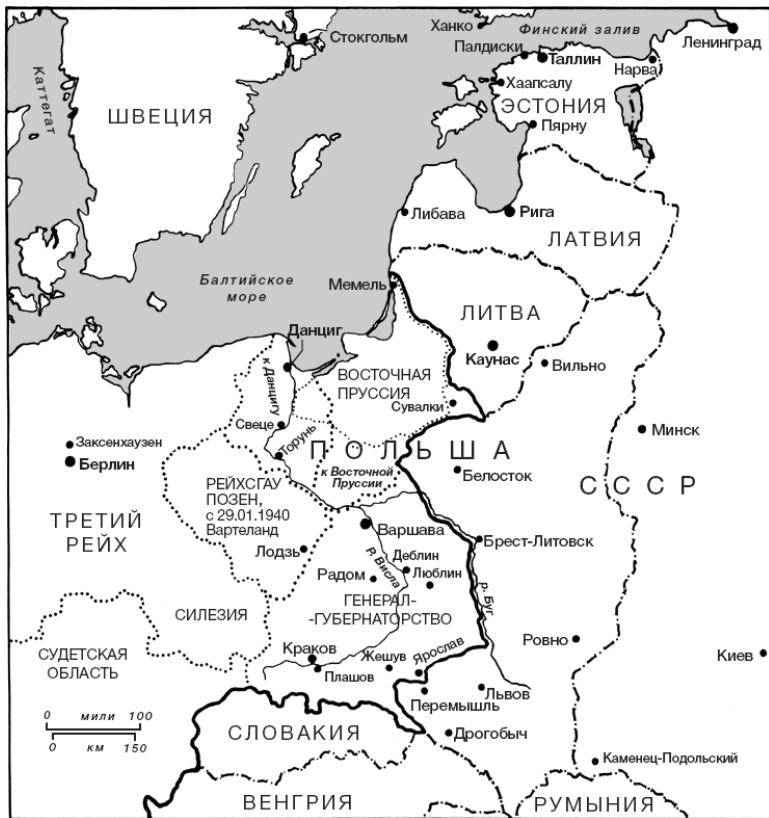 Ханко
Финский залив
Ленинград
Стокгольм
Палдиски
Таллин
Нарва
Каттегат
Хаапсалу
ШВЕЦИЯ
ЭСТОНИЯ
Пярну
Либава
Рига
ЛАТВИЯ
Балтийское
море
Мемель
ЛИТВА
Данциг
Каунас
Вильно
к Данцигу
ВОСТОЧНАЯ
ПРУССИЯ
Сувалки
Свеце
Минск
Заксенхаузен
Торунь
ПОЛЬША
Берлин
к Восточной
Пруссии
Белосток
СССР
РЕЙХСГАУ
ПОЗЕН,
с 29.01.1940
Вартеланд
ТРЕТИЙ
РЕЙХ
Варшава
Брест-Литовск
Лодзь
р. Висла
Деблин
Радом
Люблин
р. Буг
ГЕНЕРАЛ-
-ГУБЕРНАТОРСТВО
СИЛЕЗИЯ
СУДЕТСКАЯ
ОБЛАСТЬ
Краков
Жешув
Ярослав
Ровно
Киев
Плашов
Перемышль
Львов
0 мили 100
0 км 150
СЛОВАКИЯ
Дрогобыч
Каменец-Подольский
ВЕНГРИЯ
РУМЫНИЯ